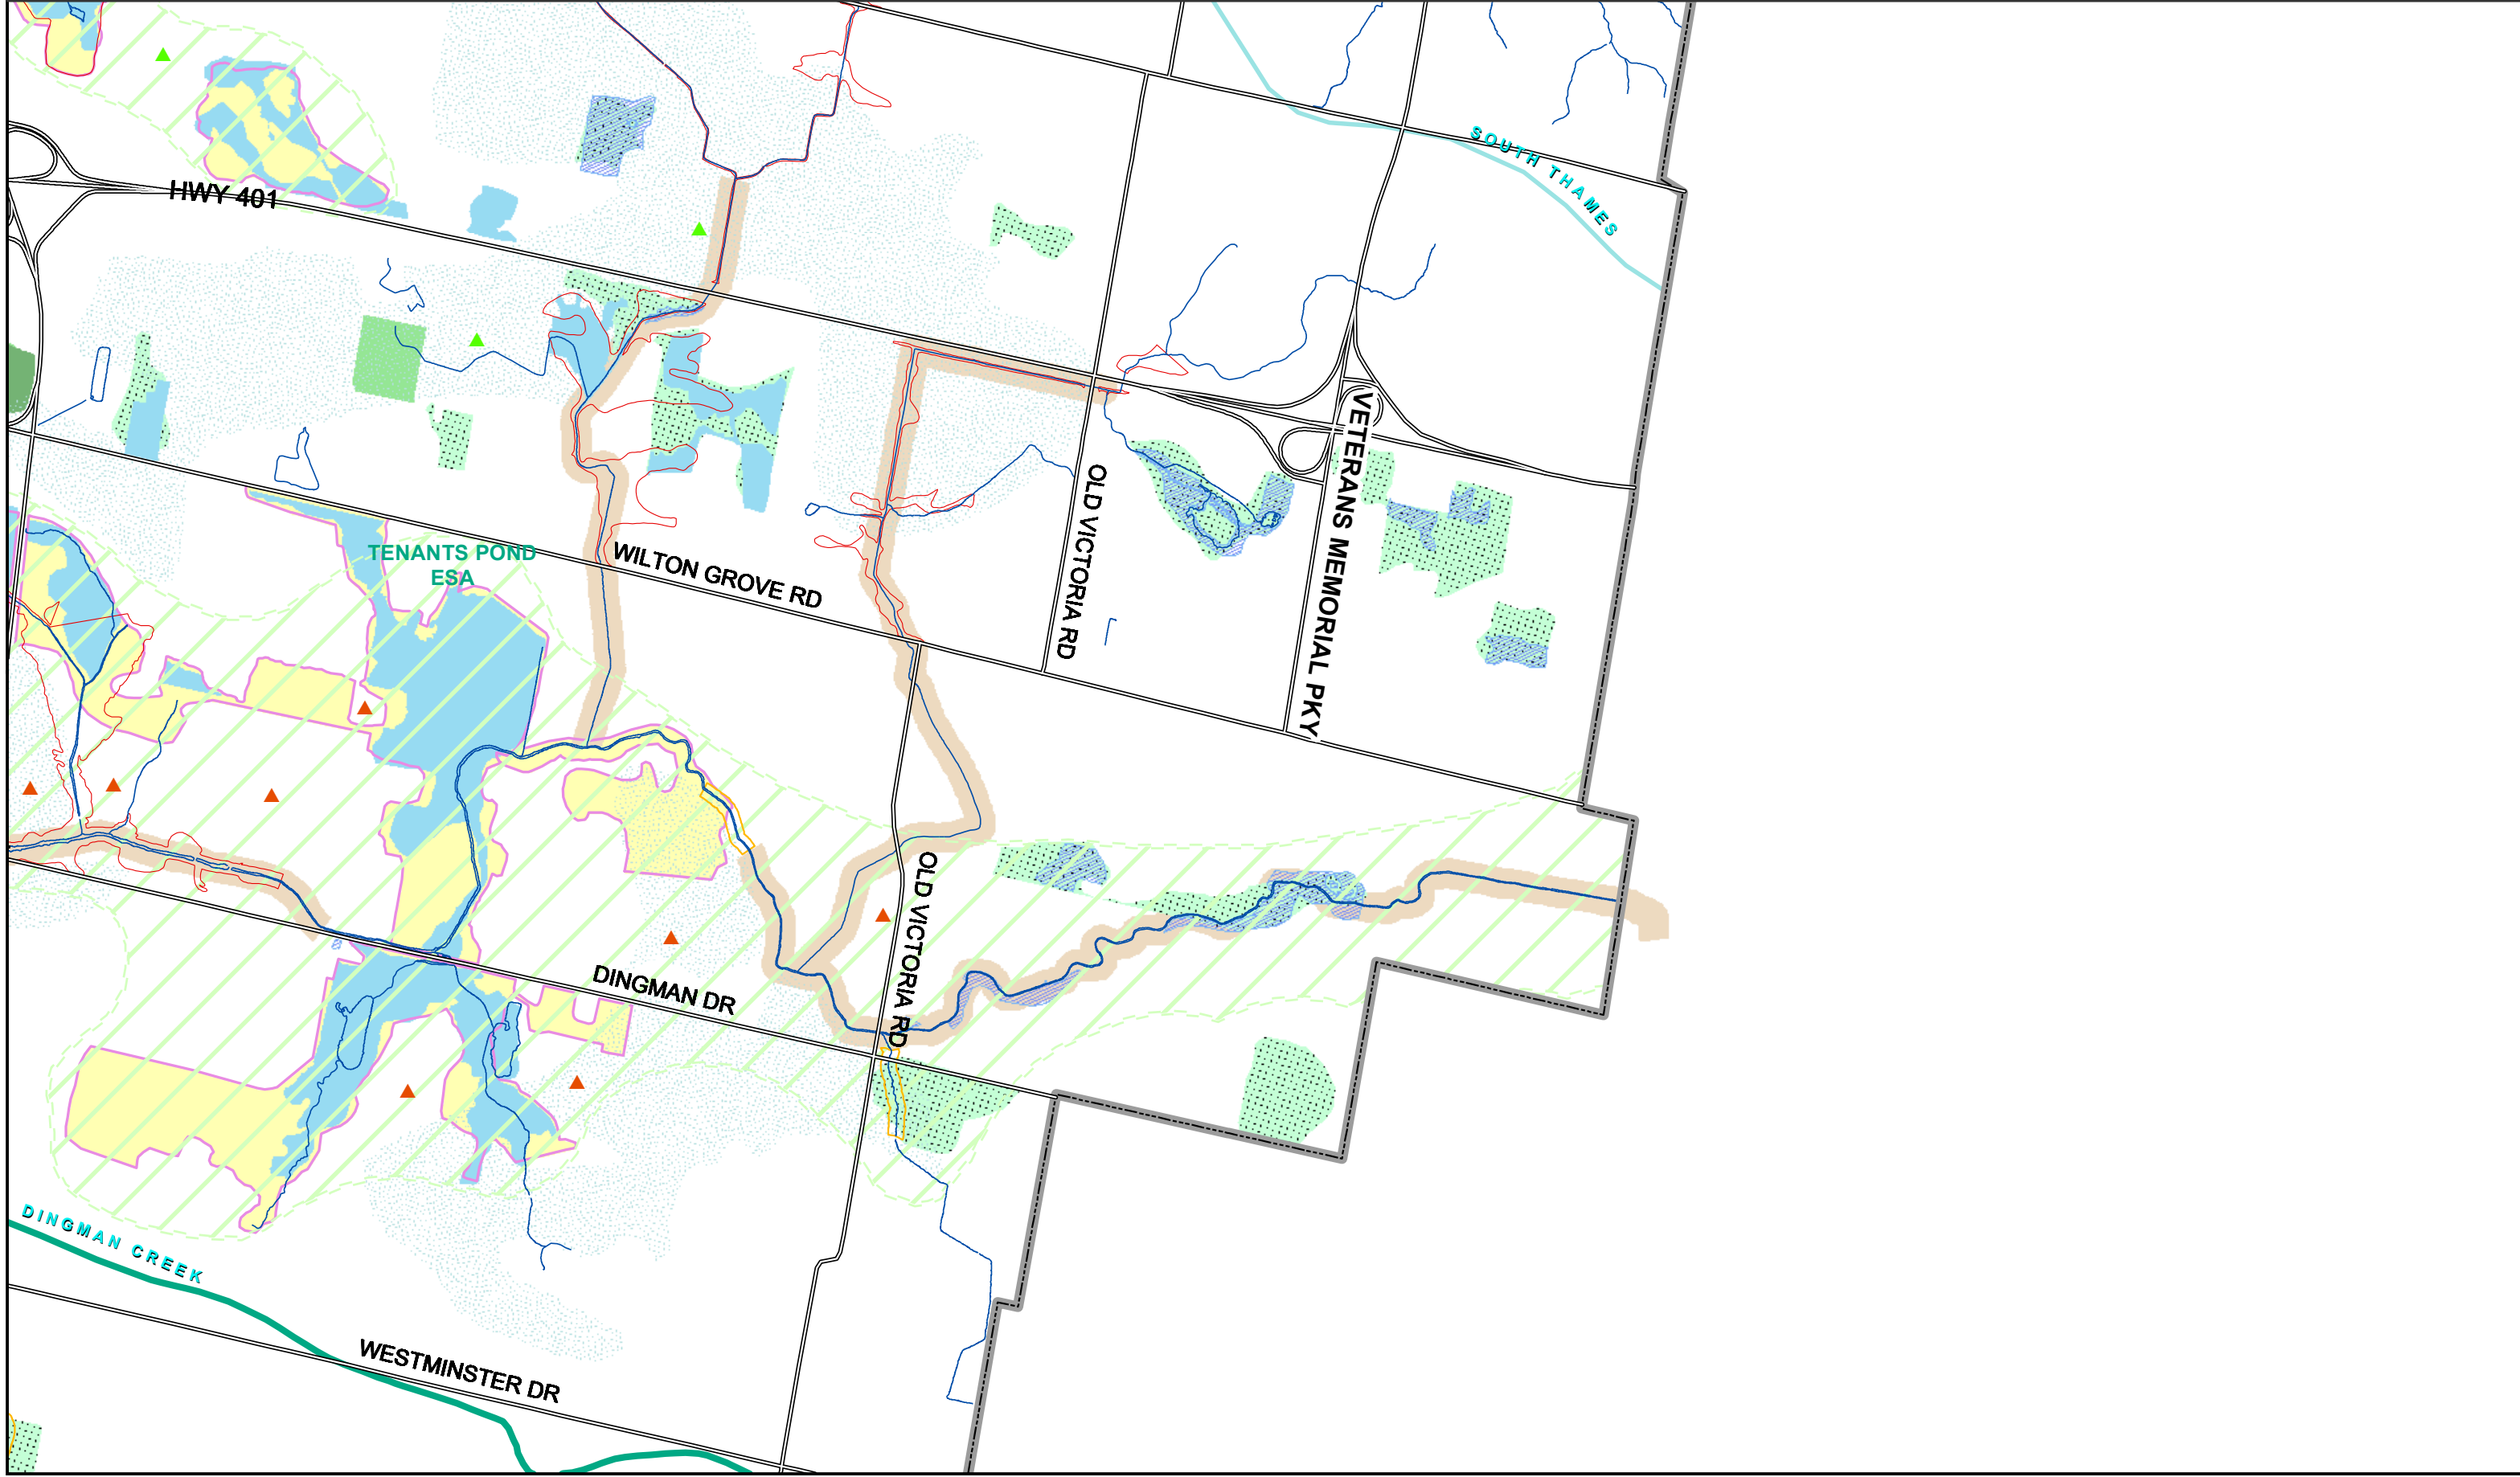 SOUTH THAMES
HWY 401
VETERANS MEMORIAL PKY
OLD VICTORIA RD
TENANTS POND
ESA
WILTON GROVE RD
OLD VICTORIA RD
DINGMAN DR
DINGMAN CREEK
WESTMINSTER DR